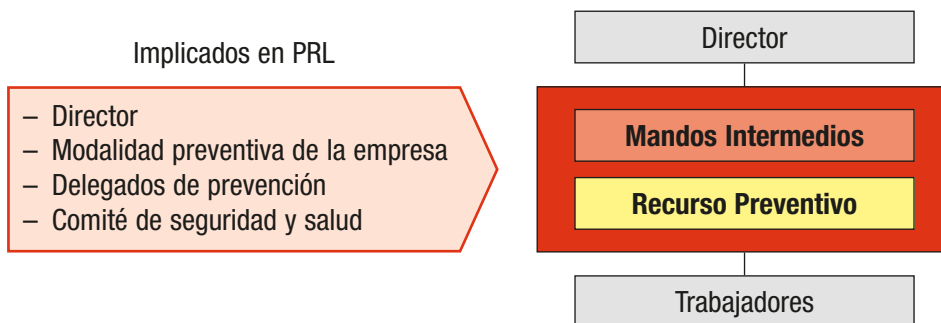 Implicados en PRL
– Director
– Modalidad preventiva de la empresa
– Delegados de prevención
– Comité de seguridad y salud
Director
Mandos Intermedios
Recurso Preventivo
Trabajadores